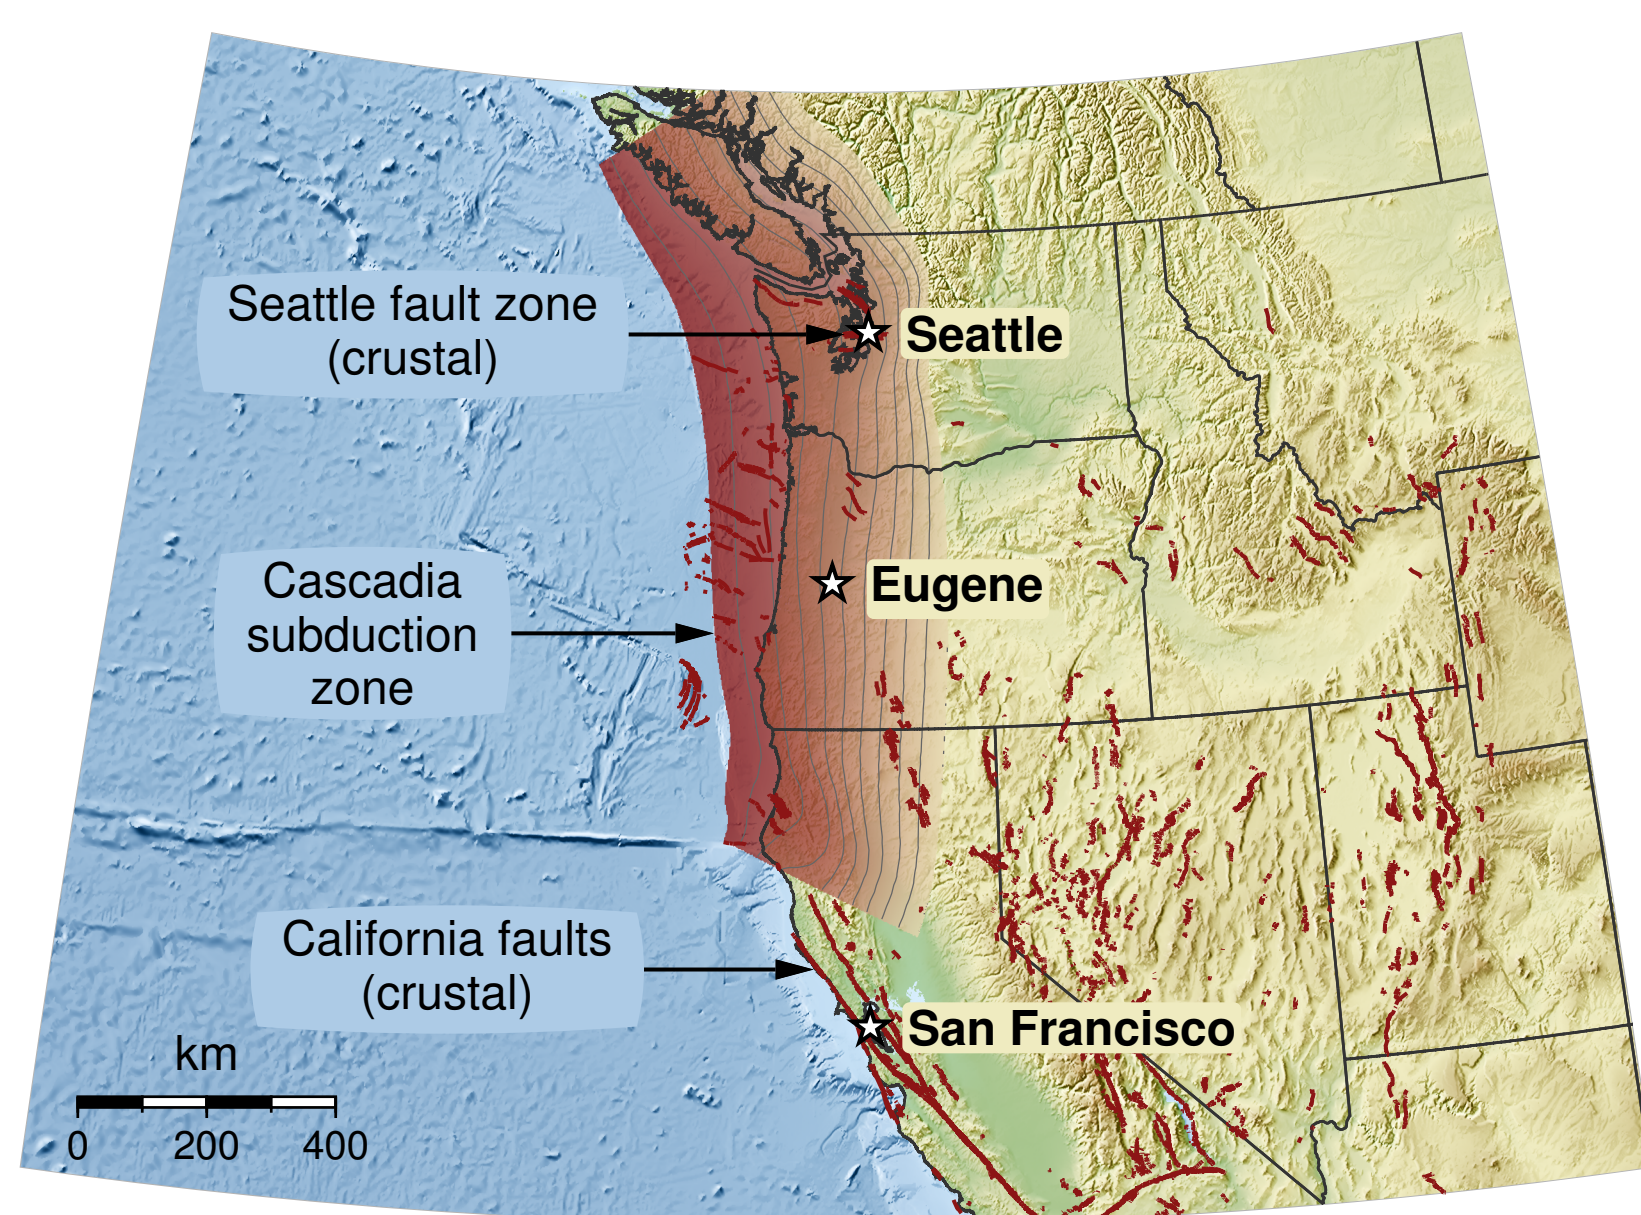 Seattle fault zone
(crustal)
Seattle
Cascadia
subduction
zone
Eugene
California faults
(crustal)
San Francisco
km
0 200 400